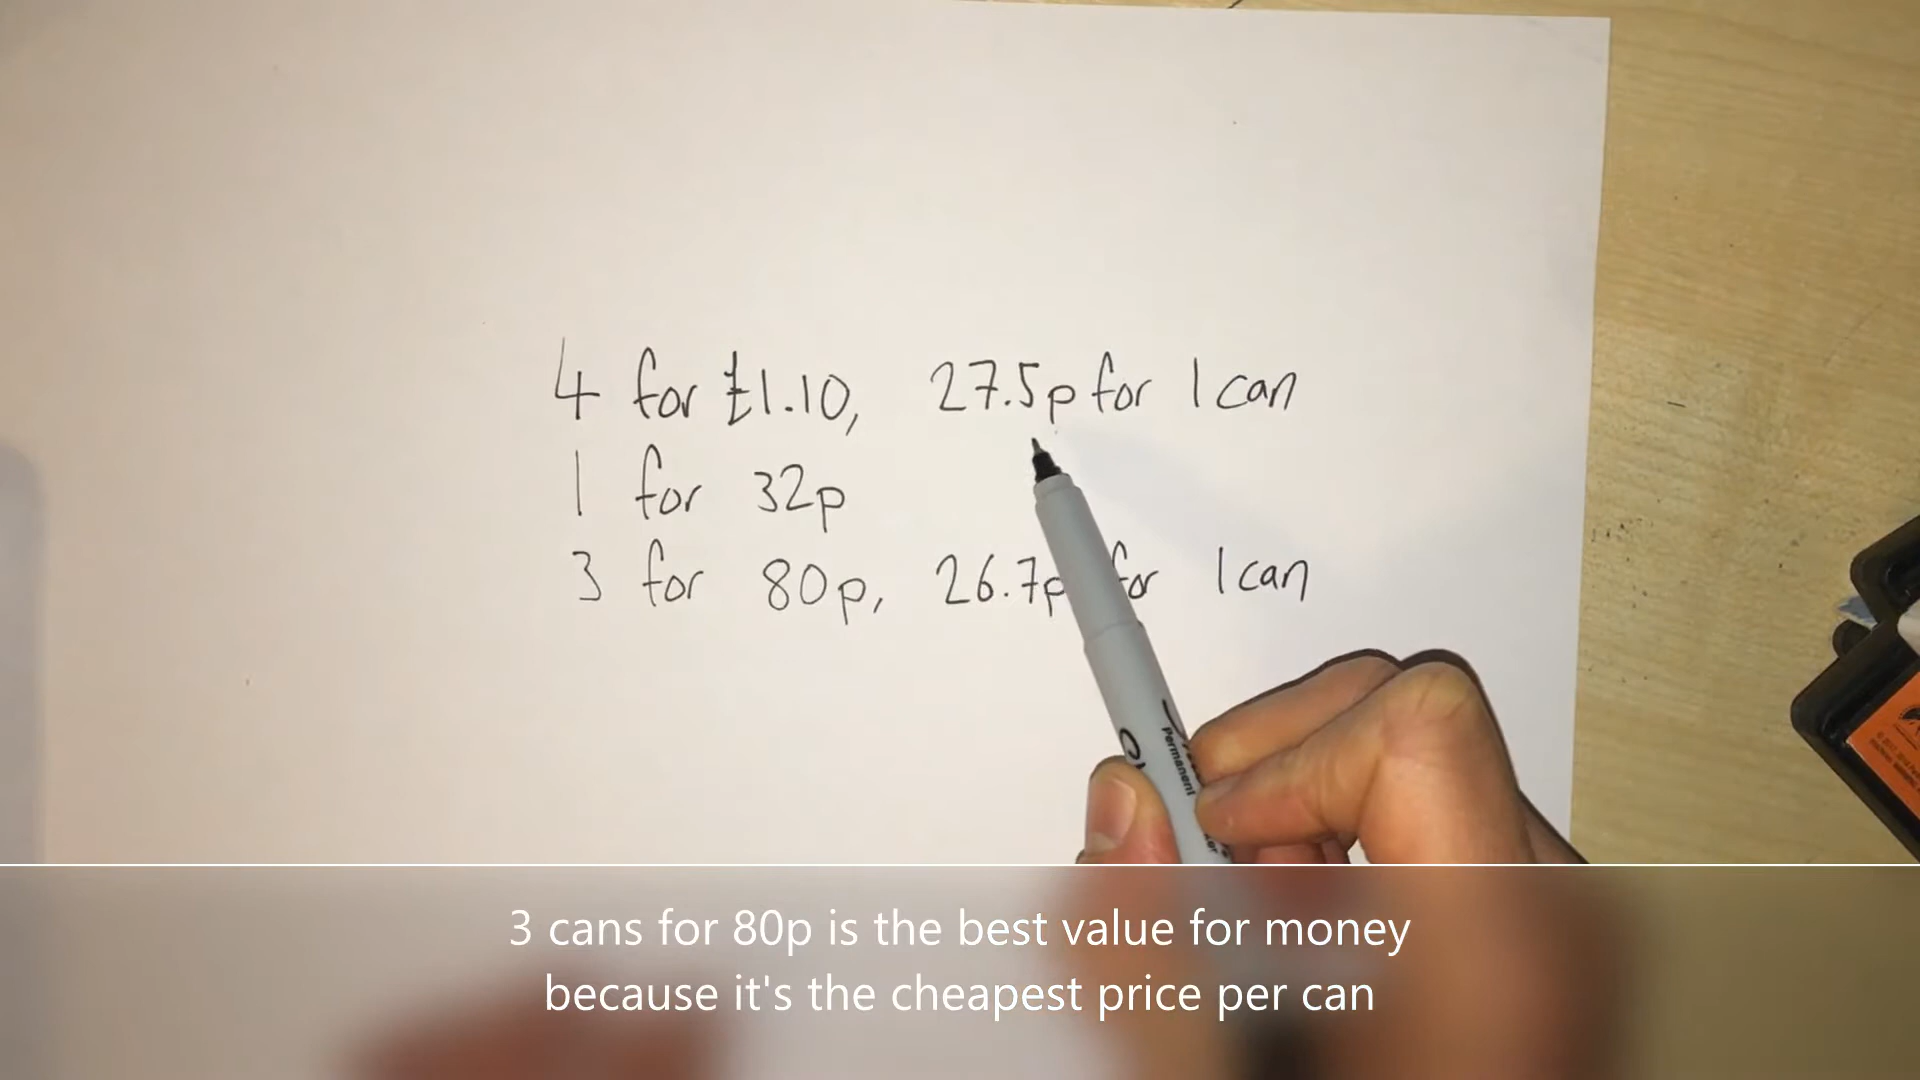 4 for £1.10, 27.5p for 1 can
1 for 32p
3 for 80p, 26.7p for 1 can
Permanent
3 cans for 80p is the best value for money
because it's the cheapest price per can